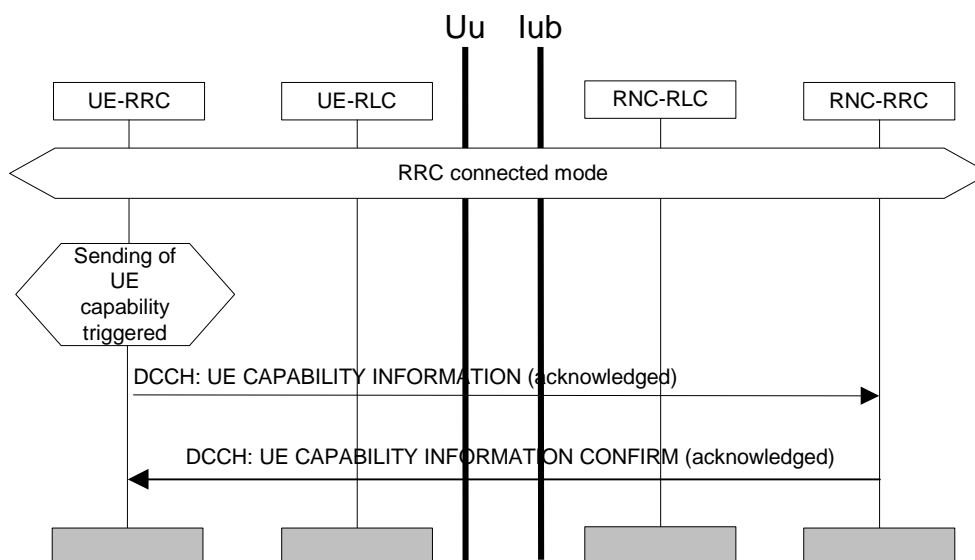 Uu Iub
UE-RRC UE-RLC RNC-RLC RNC-RRC
RRC connected mode
Sending of
UE
capability
triggered
DCCH: UE CAPABILITY INFORMATION (acknowledged)
DCCH: UE CAPABILITY INFORMATION CONFIRM (acknowledged)